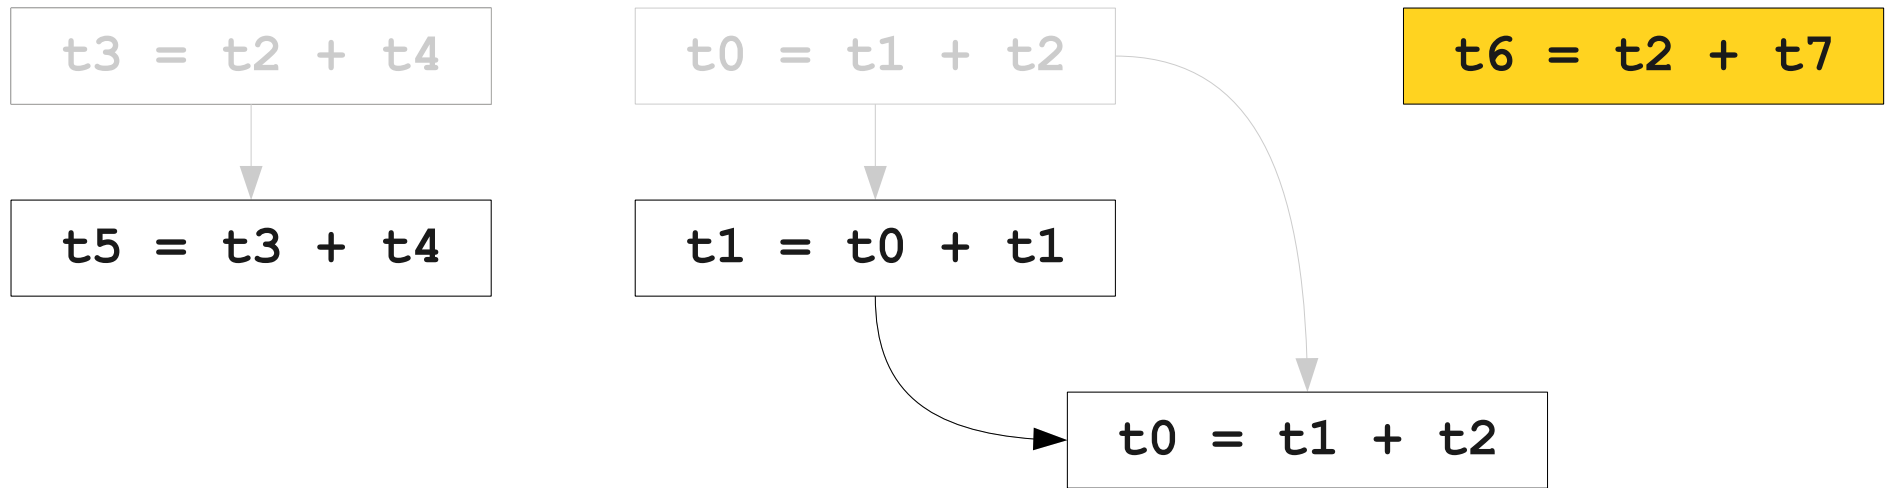 t3 = t2 + t4
t0 = t1 + t2
t6 = t2 + t7
t5 = t3 + t4
t1 = t0 + t1
t0 = t1 + t2